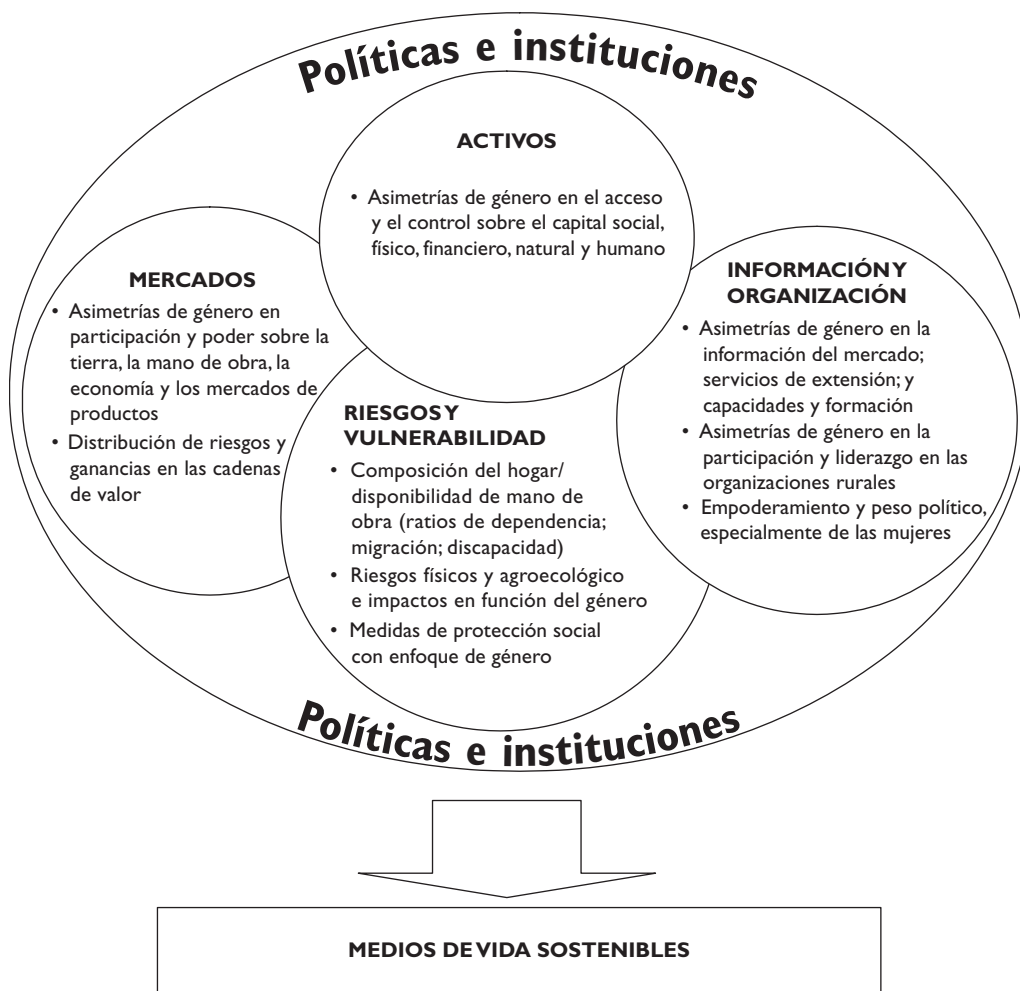 Políticas e instituciones
ACTIVOS
• Asimetrías de género en el acceso
y el control sobre el capital social,
físico, financiero, natural y humano
MERCADOS
• Asimetrías de género en
participación y poder sobre la
tierra, la mano de obra, la
economía y los mercados de
productos
• Distribución de riesgos y
ganancias en las cadenas
de valor
RIESGOS Y
VULNERABILIDAD
• Composición del hogar/
disponibilidad de mano de
obra (ratios de dependencia;
migración; discapacidad)
• Riesgos físicos y agroecológico
e impactos en función del género
• Medidas de protección social
con enfoque de género
INFORMACIÓN Y
ORGANIZACIÓN
• Asimetrías de género en la
información del mercado;
servicios de extensión; y
capacidades y formación
• Asimetrías de género en la
participación y liderazgo en las
organizaciones rurales
• Empoderamiento y peso político,
especialmente de las mujeres
Políticas e instituciones
MEDIOS DE VIDA SOSTENIBLES